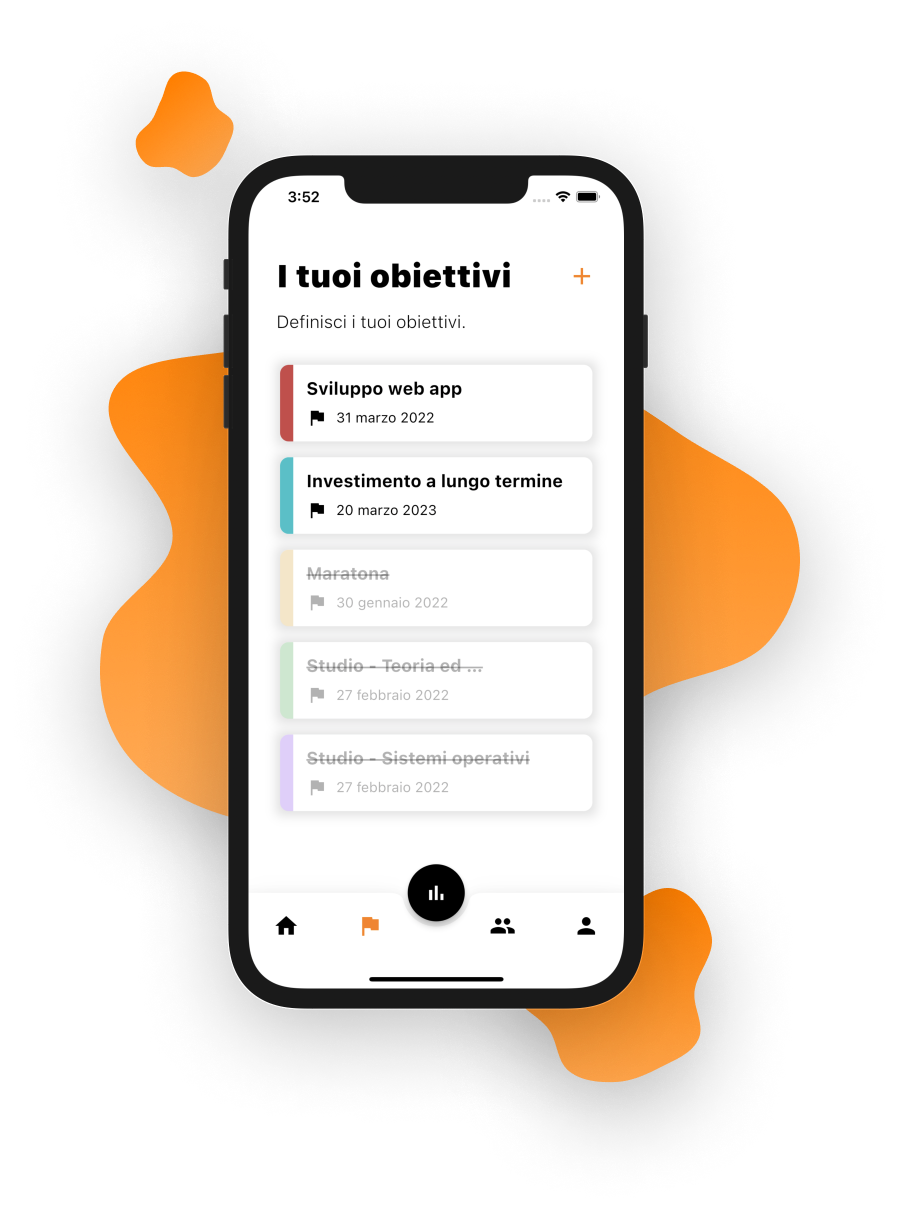 3:52
I tuoi obiettivi
Definisci i tuoi obiettivi.
Sviluppo web app
31 marzo 2022
Investimento a lungo termine
20 marzo 2023
Maratona
30 gennaio 2022
Studio - Teoria ed ...
27 febbraio 2022
Studio - Sistemi operativi
27 febbraio 2022